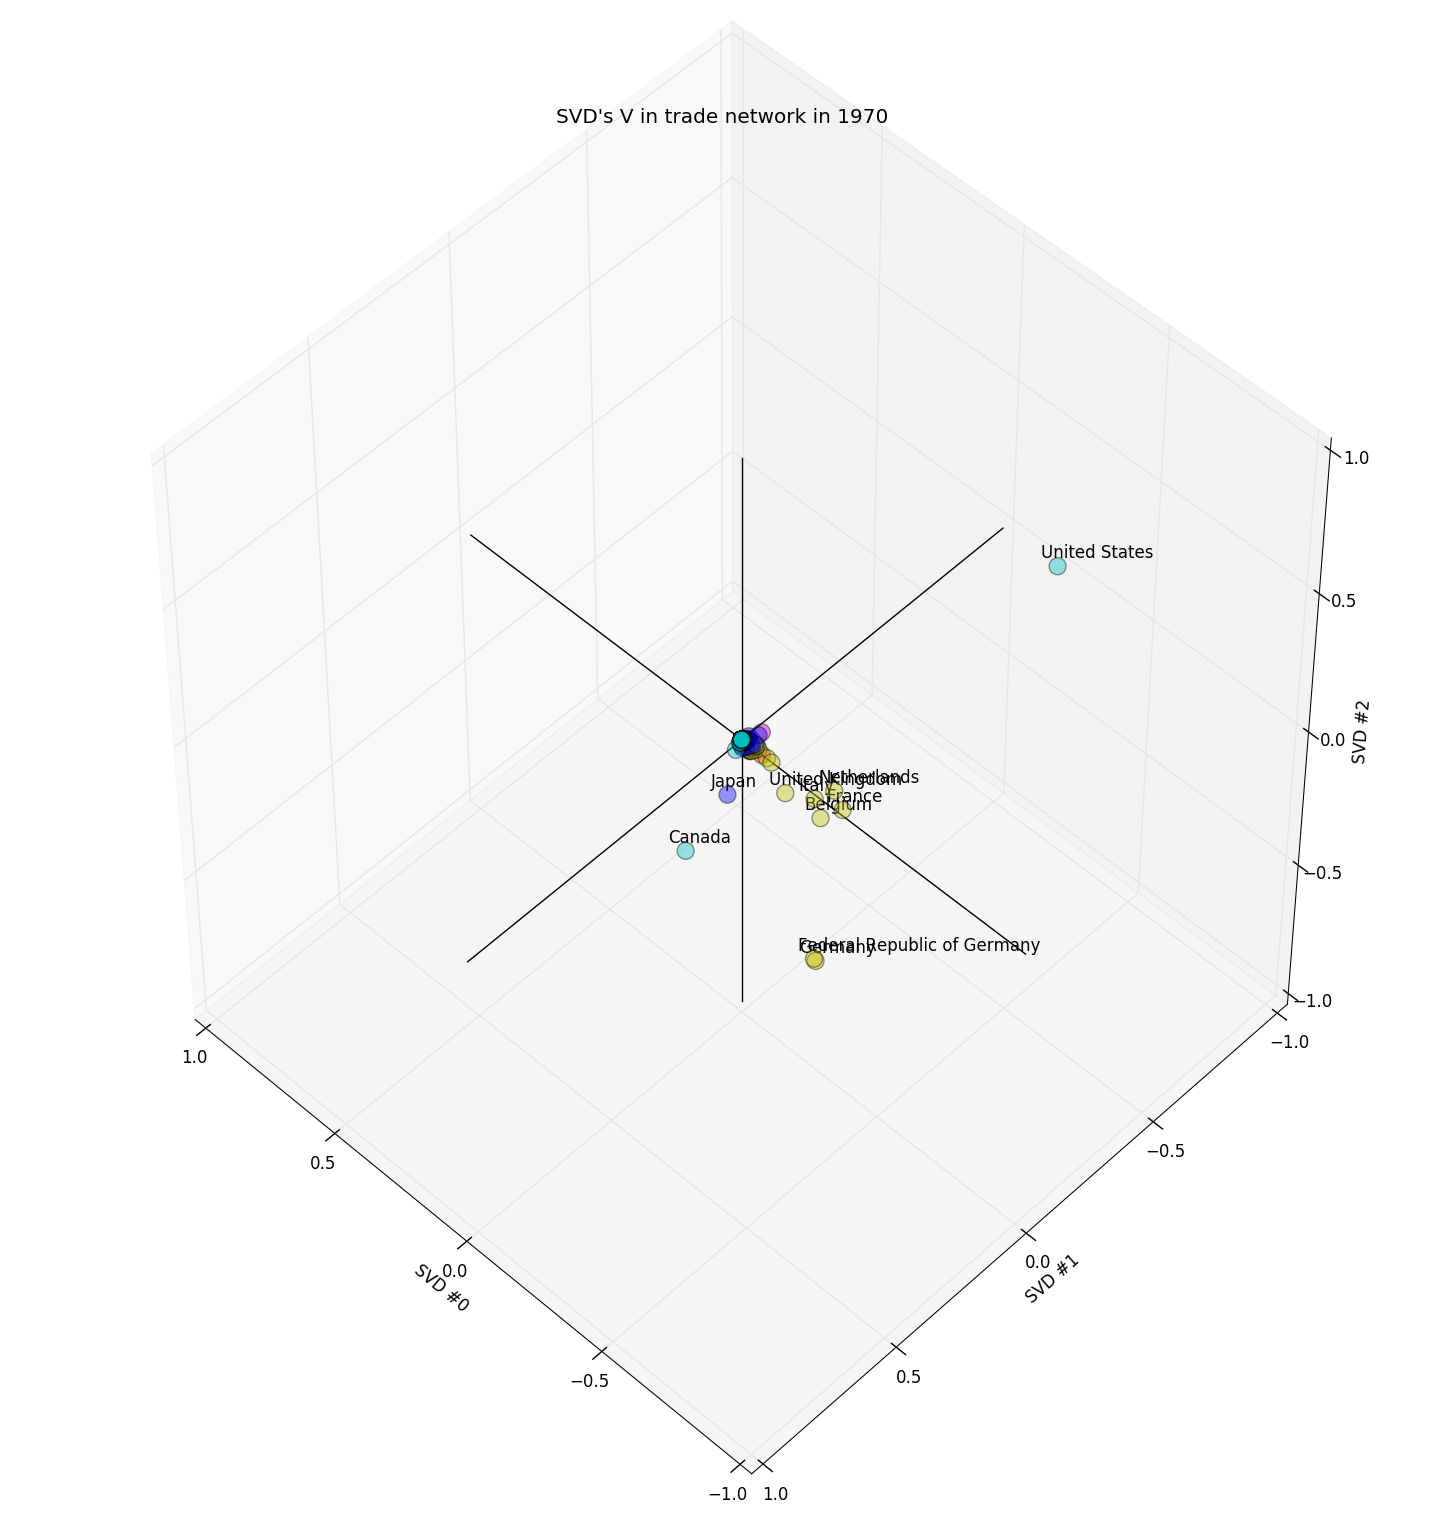 SVD's V in trade network in 1970
1.0
United States
0.5
SVD #2
0.0
Japan
United Kingdom
Netherlands
Italy
France
Belgium
Canada
−0.5
Federal Republic of Germany
Germany
−1.0
1.0
0.5
0.0
SVD #0
−0.5
−1.0
−1.0
−0.5
0.0
SVD #1
0.5
1.0